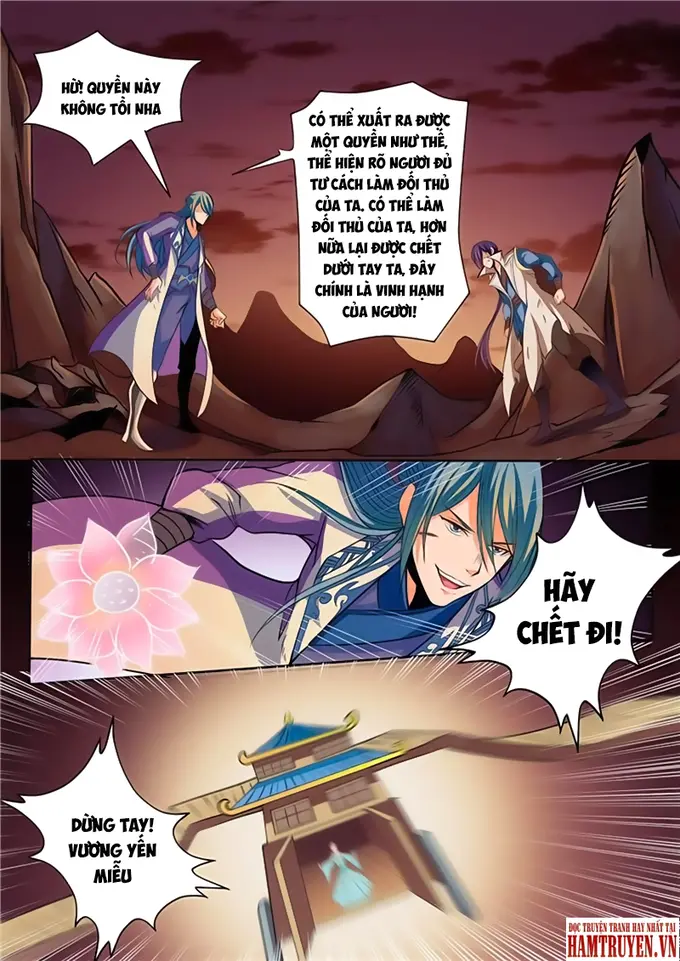 HỪ! QUYỀN NÀY
KHÔNG TỒI NHA
CÓ THỂ XUẤT RA ĐƯỢC
MỘT QUYỀN NHƯ THẾ,
THỂ HIỆN RÕ NGƯƠI ĐỦ
TƯ CÁCH LÀM ĐỐI THỦ
CỦA TA. CÓ THỂ LÀM
ĐỐI THỦ CỦA TA, HƠN
NỮA LẠI ĐƯỢC CHẾT
DƯỚI TAY TA, ĐÂY
CHÍNH LÀ VINH HẠNH
CỦA NGƯƠI!
HÃY
CHẾT ĐI!
DỪNG TAY!
VƯƠNG YẾN
MIỄU
ĐỌC TRUYỆN TRANH HAY NHẤT TẠI
HAMTRUYEN.VN